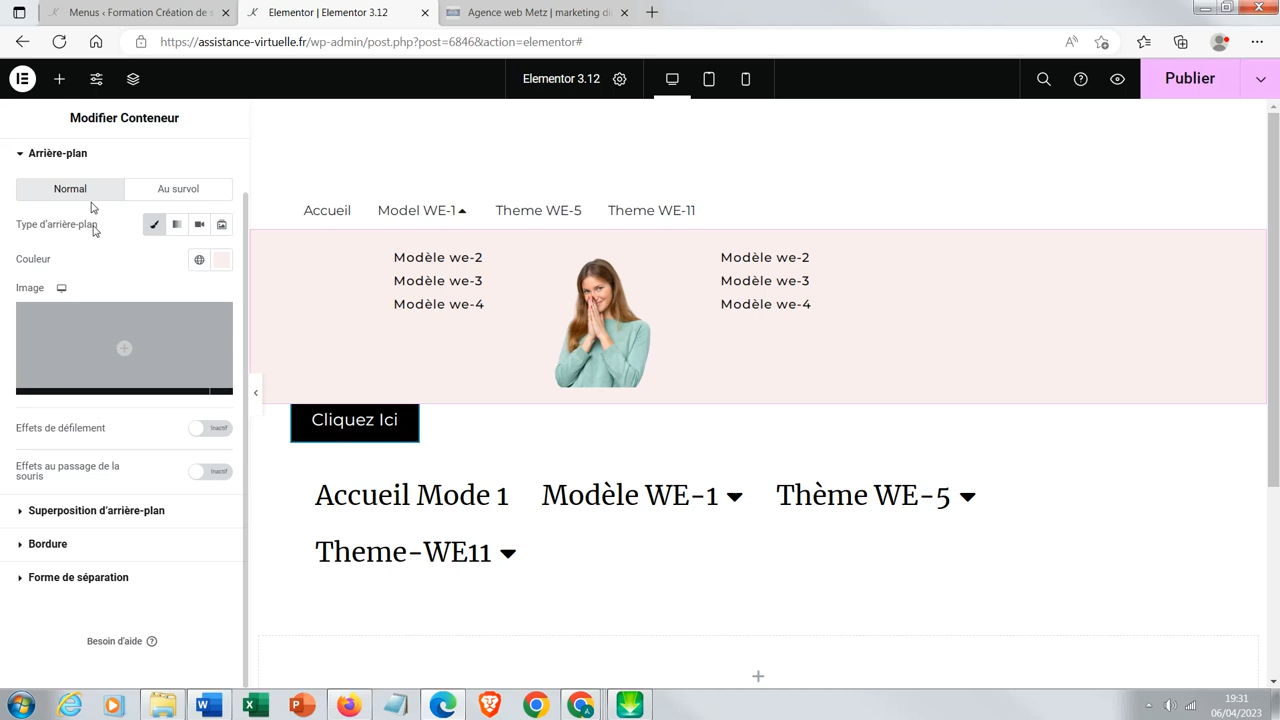 Menus ‹ Formation Création de s
Elementor | Elementor 3.12
Agence web Metz | marketing di
https://assistance-virtuelle.fr/wp-admin/post.php?post=6846&action=elementor#
Elementor 3.12
Publier
Modifier Conteneur
Arrière-plan
Normal
Au survol
Type d'arrière-plan
Couleur
Image
Effets de défilement
Inactif
Effets au passage de la
souris
Inactif
Superposition d'arrière-plan
Bordure
Forme de séparation
Besoin d'aide
Accueil
Model WE-1
Theme WE-5
Theme WE-11
Modèle we-2
Modèle we-3
Modèle we-4
Modèle we-2
Modèle we-3
Modèle we-4
Cliquez Ici
Accueil Mode 1
Modèle WE-1
Thème WE-5
Theme-WE11
19:31
06/04/2023